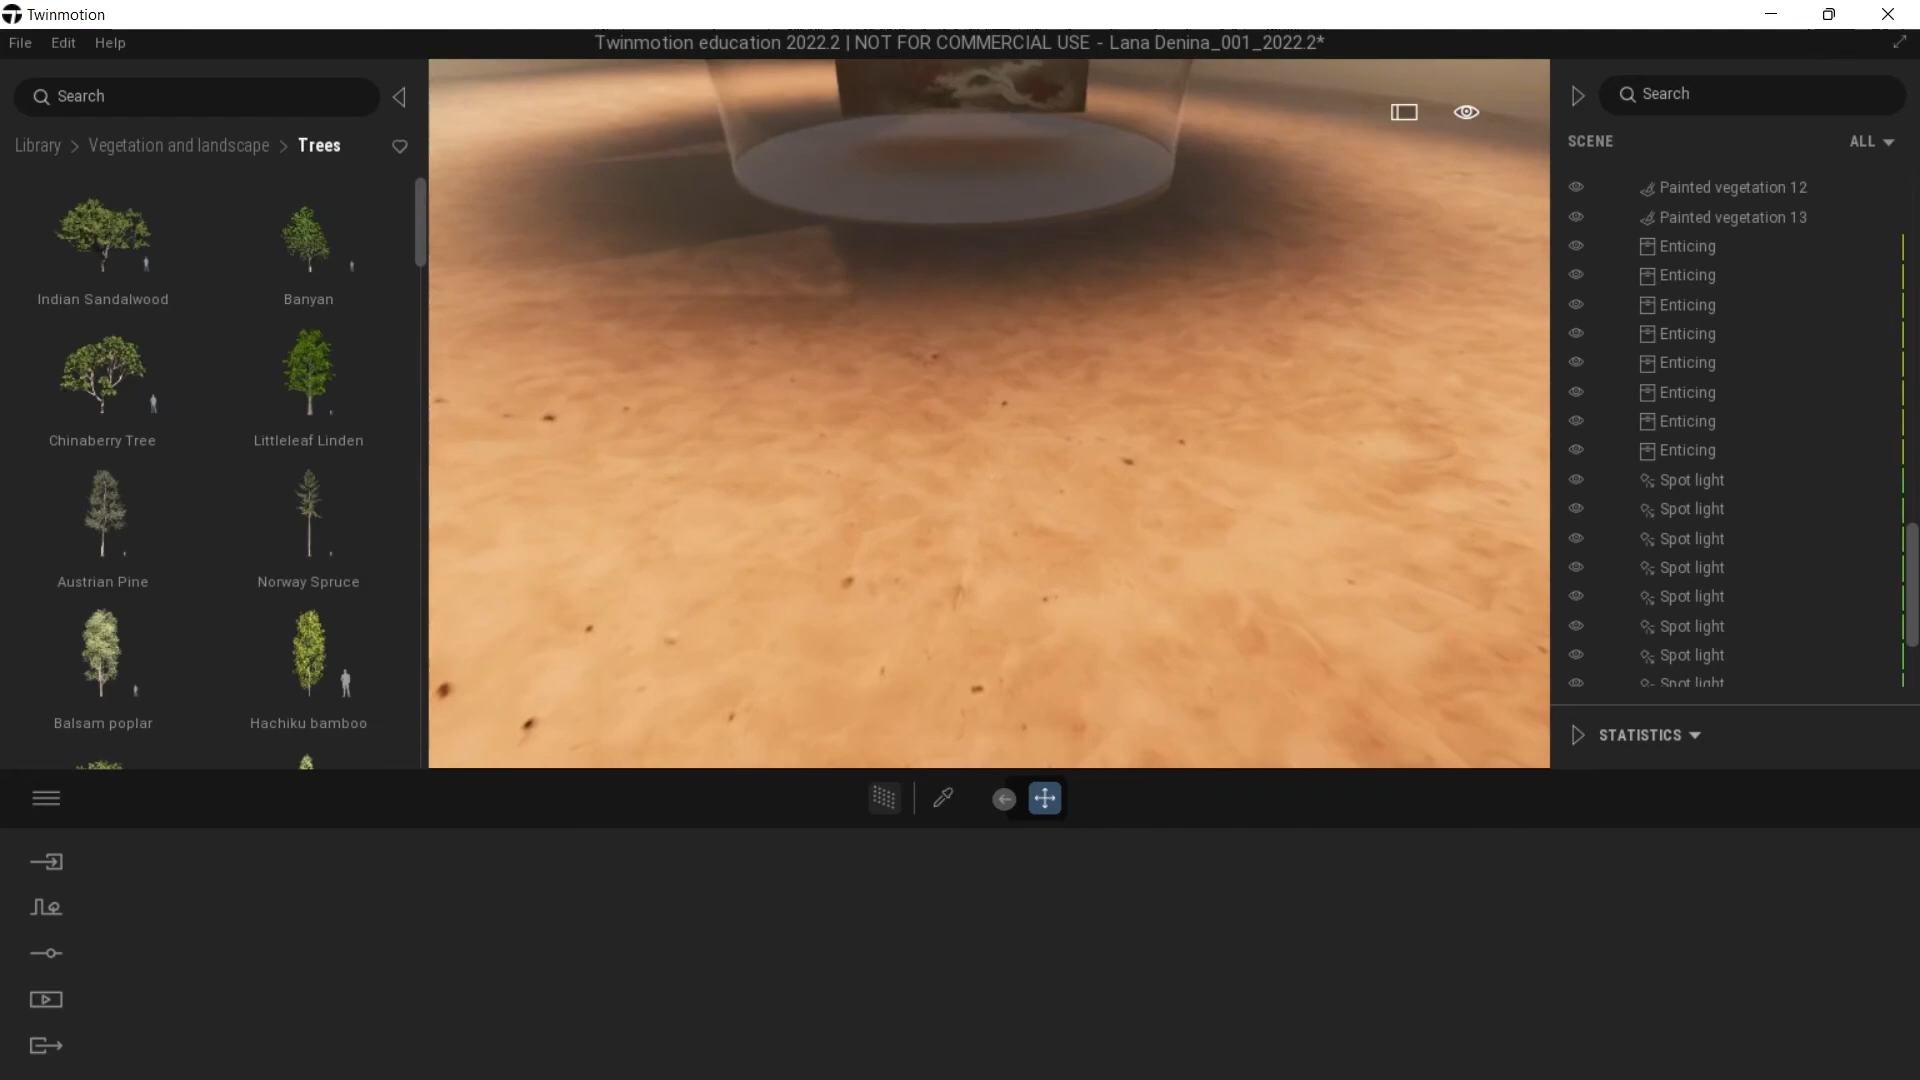 Twinmotion
File Edit Help
Twinmotion education 2022.2 | NOT FOR COMMERCIAL USE - Lana Denina_001_2022.2*
Search
Library > Vegetation and landscape > Trees
Indian Sandalwood
Banyan
Chinaberry Tree
Littleleaf Linden
Austrian Pine
Norway Spruce
Balsam poplar
Hachiku bamboo
Search
SCENE
ALL
Painted vegetation 12
Painted vegetation 13
Enticing
Enticing
Enticing
Enticing
Enticing
Enticing
Enticing
Enticing
Spot light
Spot light
Spot light
Spot light
Spot light
Spot light
Spot light
Spot light
STATISTICS